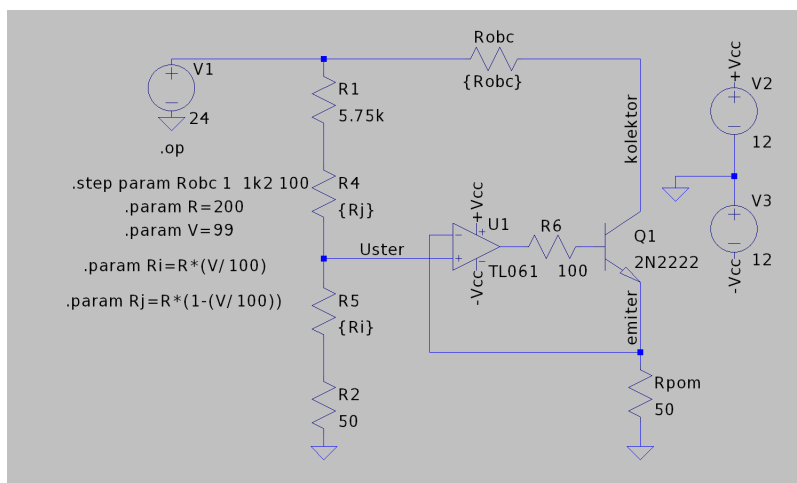 Robc
{Robc}
V1
24
R1
5.75k
.op
.step param Robc 1  1k2 100
.param R=200
.param V=99
.param Ri=R*(V/100)
.param Rj=R*(1-(V/100))
R4
{Rj}
Uster
R5
{Ri}
R2
50
+Vcc
U1
TL061
-Vcc
R6
100
kolektor
Q1
2N2222
emiter
Rpom
50
+Vcc
V2
12
V3
12
-Vcc